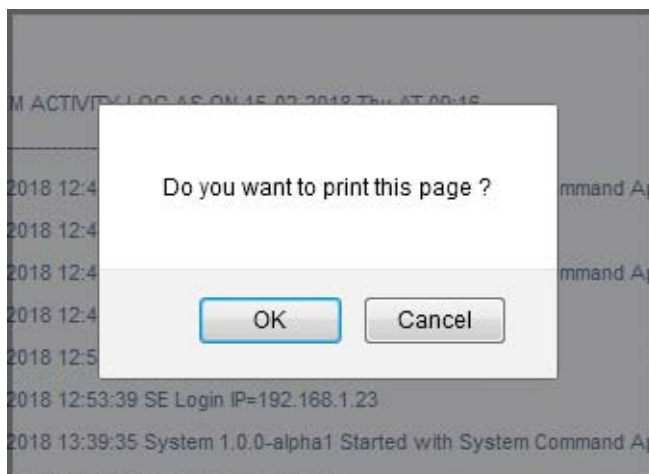 M ACTIVITY LOG AS ON 15-02-2018 Thu AT 09:16
2018 12:4
mmand Ap
Do you want to print this page ?
2018 12:4
2018 12:4
mmand Ap
2018 12:4
OK
Cancel
2018 12:5
2018 12:53:39 SE Login IP=192.168.1.23
2018 13:39:35 System 1.0.0-alpha1 Started with System Command Ap